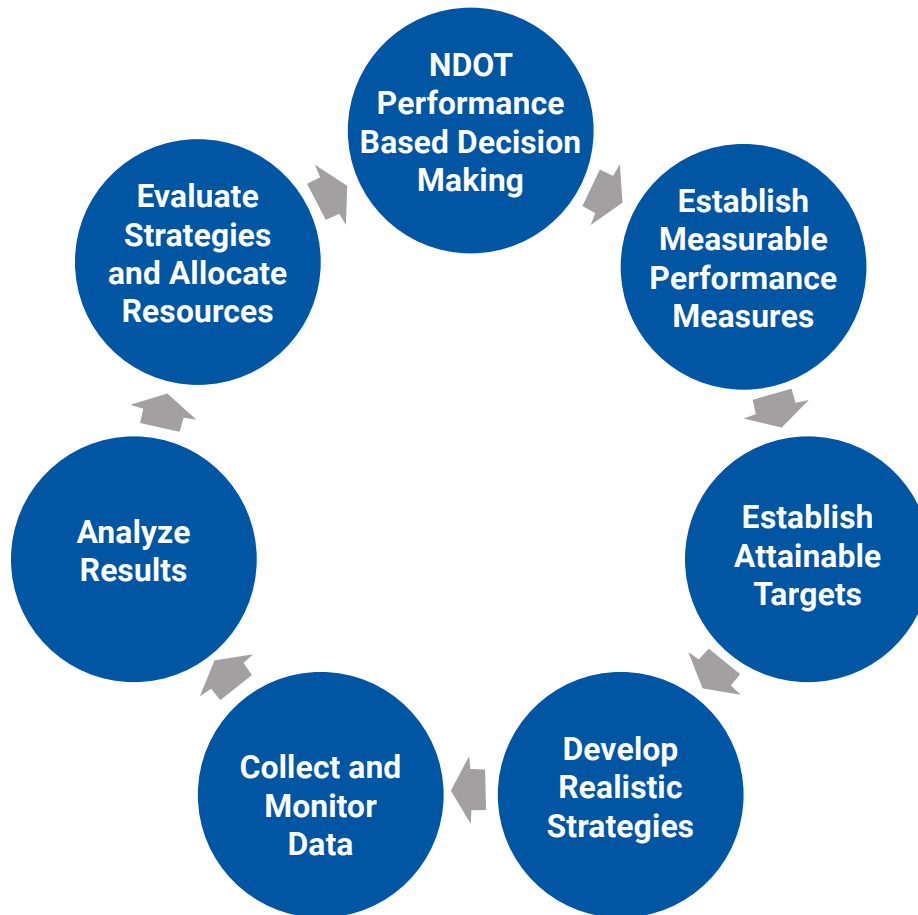 NDOT
Performance
Based Decision
Making
Establish
Measurable
Performance
Measures
Establish
Attainable
Targets
Develop
Realistic
Strategies
Collect and
Monitor
Data
Analyze
Results
Evaluate
Strategies
and Allocate
Resources